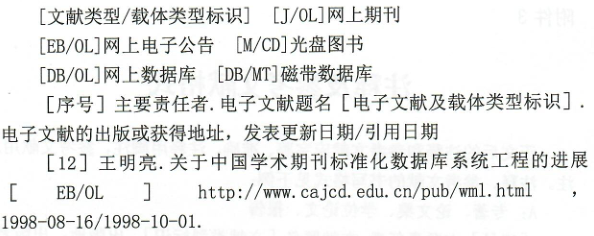 [文献类型/载体类型标识] [J/OL]网上期刊
[EB/OL]网上电子公告 [M/CD]光盘图书
[DB/OL]网上数据库 [DB/MT]磁带数据库
[序号] 主要责任者.电子文献题名[电子文献及载体类型标识].
电子文献的出版或获得地址，发表更新日期/引用日期
[12] 王明亮.关于中国学术期刊标准化数据库系统工程的进展
[ EB/OL ] http://www.cajcd.edu.cn/pub/wml.html ，
1998-08-16/1998-10-01.